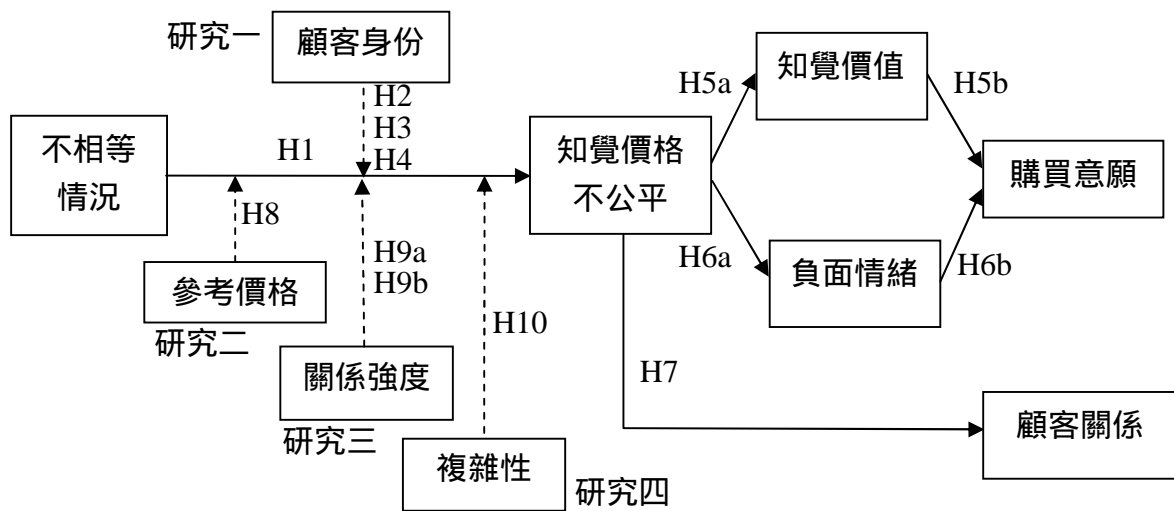 研究一
顧客身份
H2
H3
H4
不相等
情況
H1
知覺價格
不公平
H5a
知覺價值
H5b
購買意願
H6a
負面情緒
H6b
H8
參考價格
研究二
H9a
H9b
關係強度
研究三
H10
複雜性
研究四
H7
顧客關係